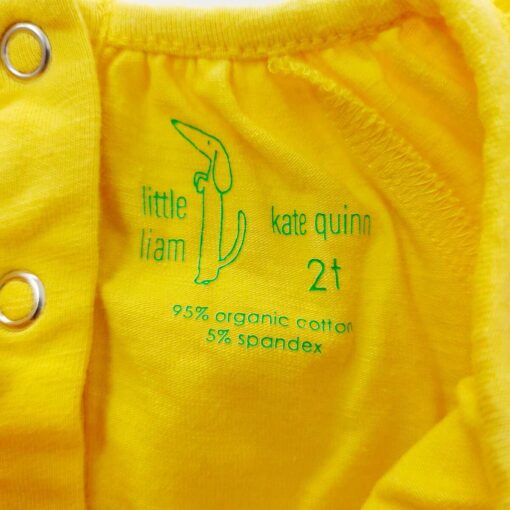 little
liam
kate quinn
2t
95% organic cotton
5% spandex